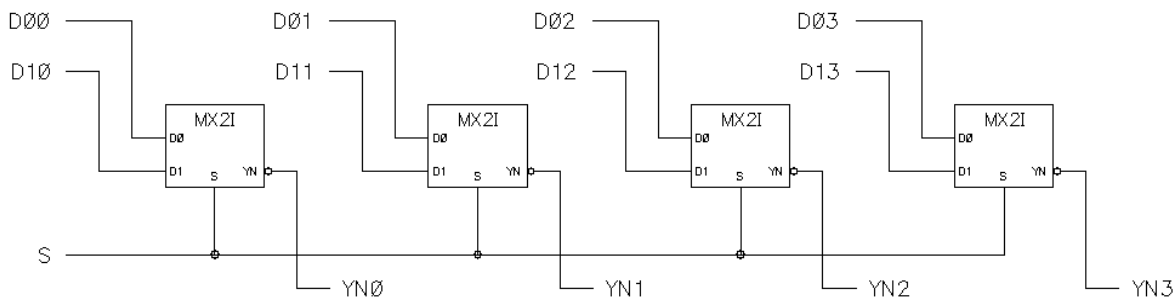 DØØ DØ1 DØ2 DØ3
D1Ø D11 D12 D13
MX2I MX2I MX2I MX2I
DØ DØ DØ DØ
D1 S YN D1 S YN D1 S YN D1 S YN
S
YNØ YN1 YN2 YN3